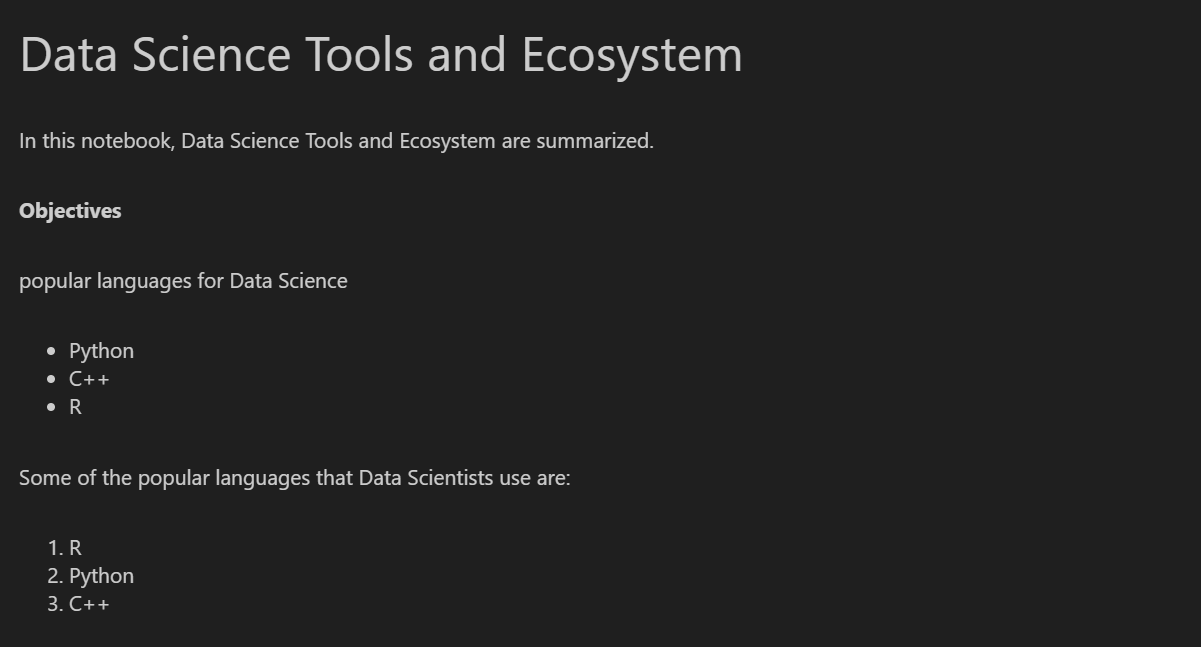 Data Science Tools and Ecosystem
In this notebook, Data Science Tools and Ecosystem are summarized.
Objectives
popular languages for Data Science
• Python
• C++
• R
Some of the popular languages that Data Scientists use are:
1. R
2. Python
3. C++